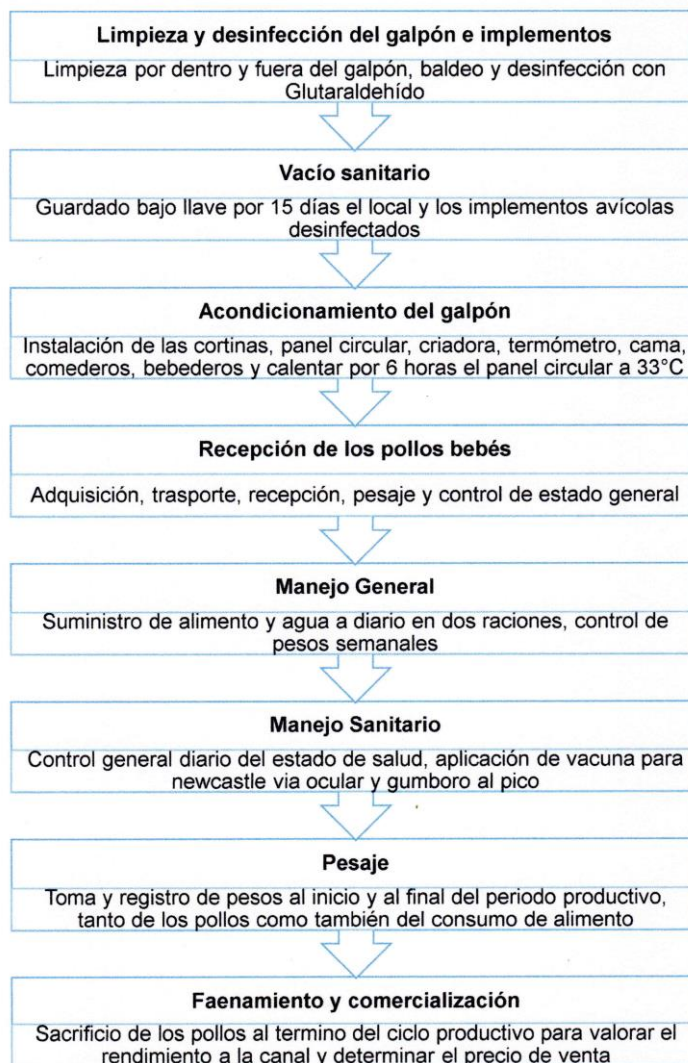 Limpieza y desinfección del galpón e implementos
Limpieza por dentro y fuera del galpón, baldeo y desinfección con
Glutaraldehído
Vacío sanitario
Guardado bajo llave por 15 días el local y los implementos avícolas
desinfectados
Acondicionamiento del galpón
Instalación de las cortinas, panel circular, criadora, termómetro, cama,
comederos, bebederos y calentar por 6 horas el panel circular a 33°C
Recepción de los pollos bebés
Adquisición, trasporte, recepción, pesaje y control de estado general
Manejo General
Suministro de alimento y agua a diario en dos raciones, control de
pesos semanales
Manejo Sanitario
Control general diario del estado de salud, aplicación de vacuna para
newcastle via ocular y gumboro al pico
Pesaje
Toma y registro de pesos al inicio y al final del periodo productivo,
tanto de los pollos como también del consumo de alimento
Faenamiento y comercialización
Sacrificio de los pollos al termino del ciclo productivo para valorar el
rendimiento a la canal y determinar el precio de venta